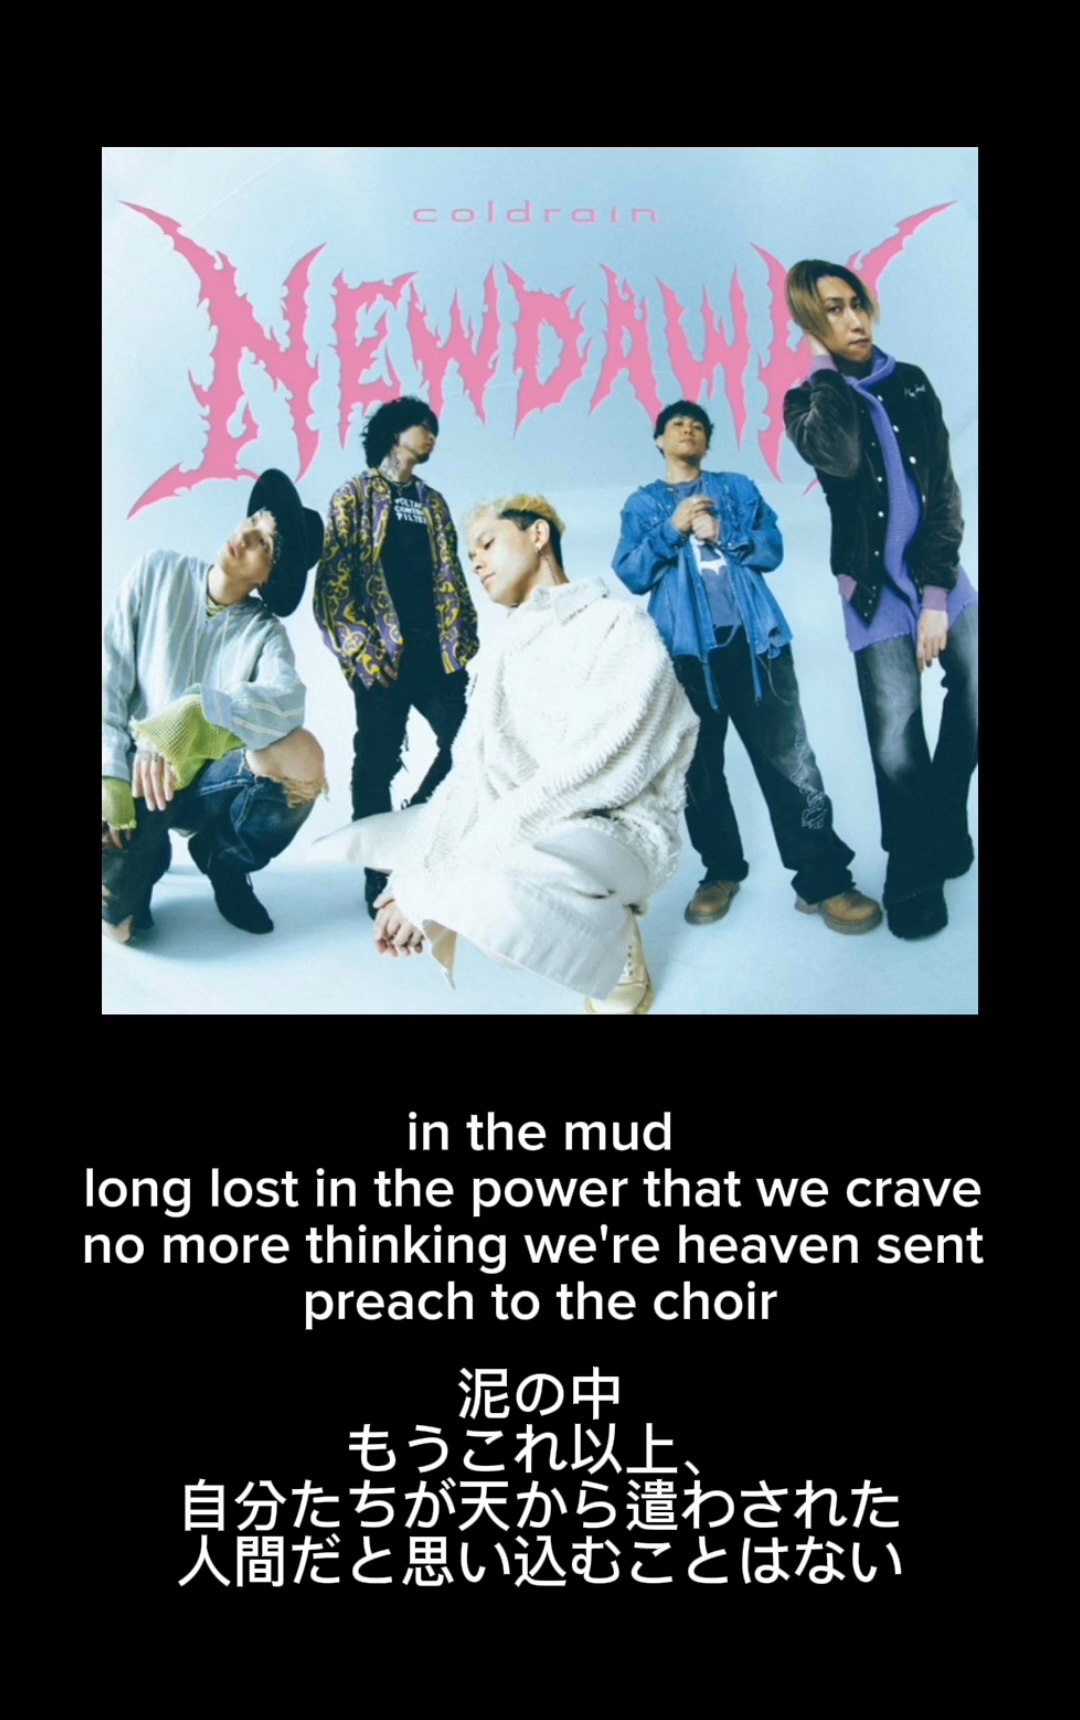 coldrain
NEWDAWN
METAL
CONTROL
FILTER
in the mud
long lost in the power that we crave
no more thinking we're heaven sent
preach to the choir
泥の中
もうこれ以上、
自分たちが天から遣わされた
人間だと思い込むことはない